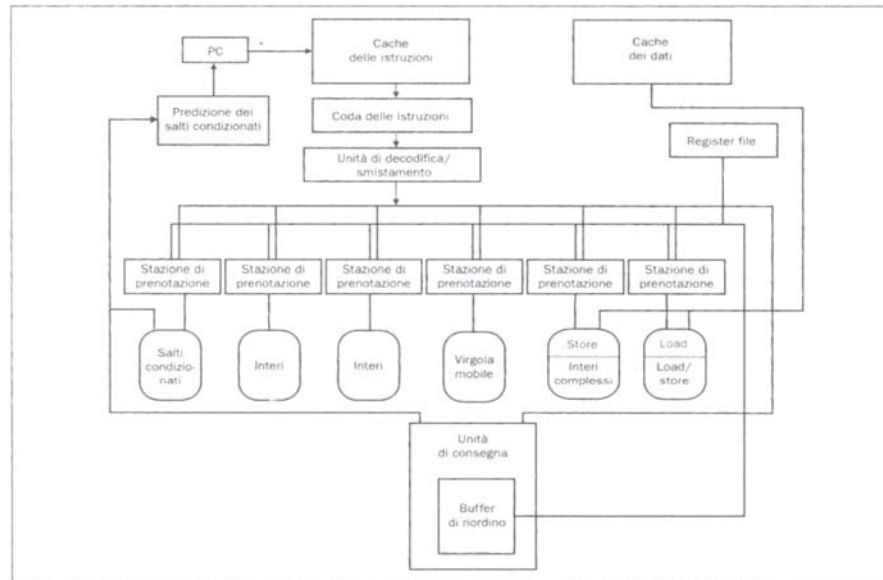 PC
Cache
delle istruzioni
Cache
dei dati
Predizione dei
salti condizionati
Coda delle istruzioni
Register file
Unità di decodifica/
smistamento
Stazione di
prenotazione
Stazione di
prenotazione
Stazione di
prenotazione
Stazione di
prenotazione
Stazione di
prenotazione
Stazione di
prenotazione
Salti
condizio-
nati
Interi
Interi
Virgola
mobile
Store
Interi
complessi
Load
Load/
store
Unità
di consegna
Buffer
di riordino